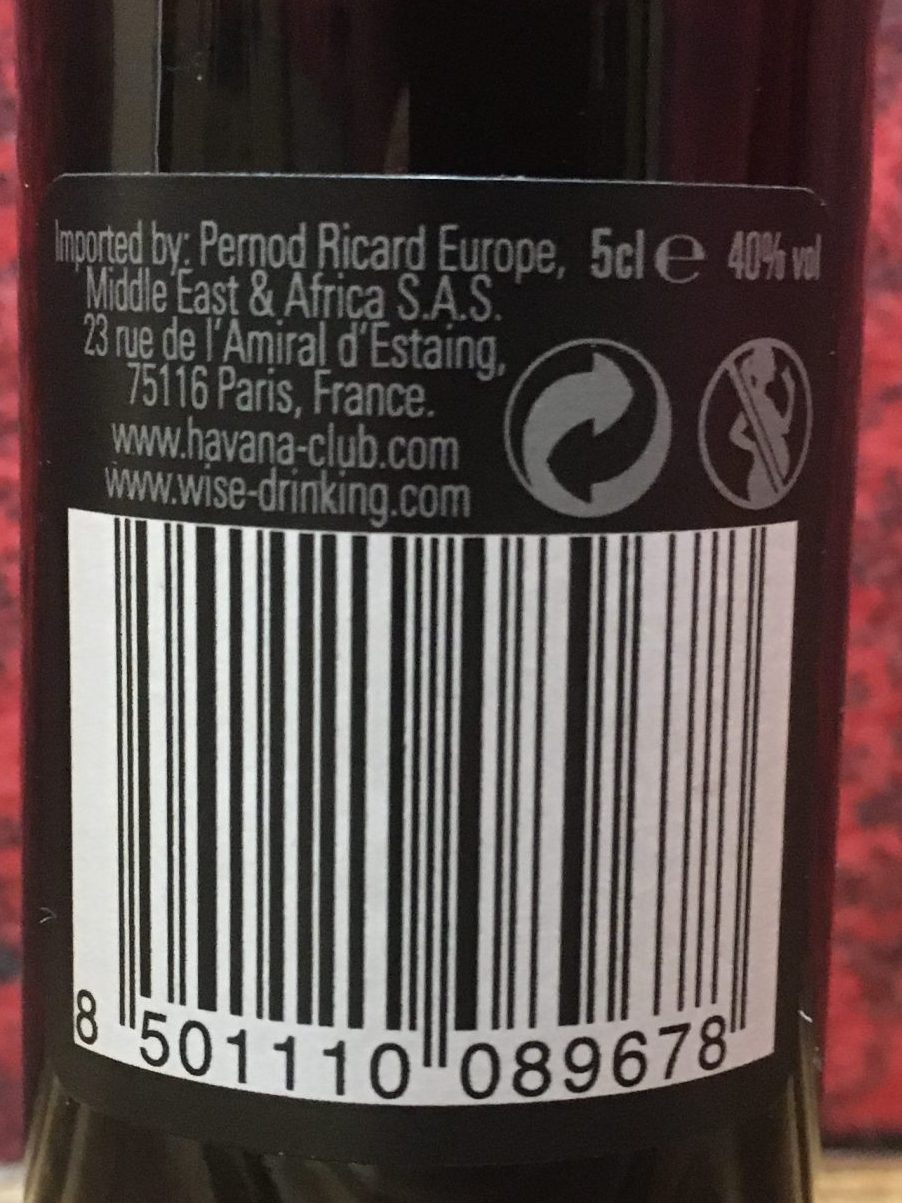 Imported by: Pernod Ricard Europe, 5cl ℮ 40% vol
Middle East & Africa S.A.S.
23 rue de l'Amiral d'Estaing,
75116 Paris, France.
www.havana-club.com
www.wise-drinking.com
8 501110 089678